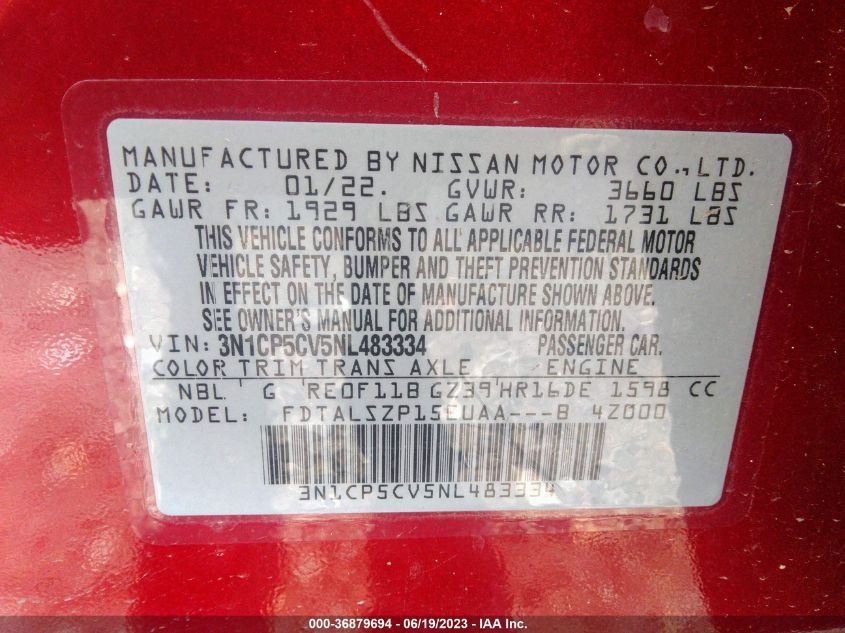 MANUFACTURED BY NISSAN MOTOR CO., LTD.
DATE: 01/22. GVWR: 3660 LBS
GAWR FR: 1929 LBS GAWR RR: 1731 LBS
THIS VEHICLE CONFORMS TO ALL APPLICABLE FEDERAL MOTOR
VEHICLE SAFETY, BUMPER AND THEFT PREVENTION STANDARDS
IN EFFECT ON THE DATE OF MANUFACTURE SHOWN ABOVE.
SEE OWNER'S MANUAL FOR ADDITIONAL INFORMATION.
VIN: 3N1CP5CV5NL483334 PASSENGER CAR.
COLOR TRIM TRANS AXLE ENGINE
NBL G RE0F11B GZ39 HR16DE 1598 CC
MODEL: FDTALSZP15EUAA---B 4Z000
3N1CP5CV5NL483334
000-36879694 - 06/19/2023 - IAAI.com